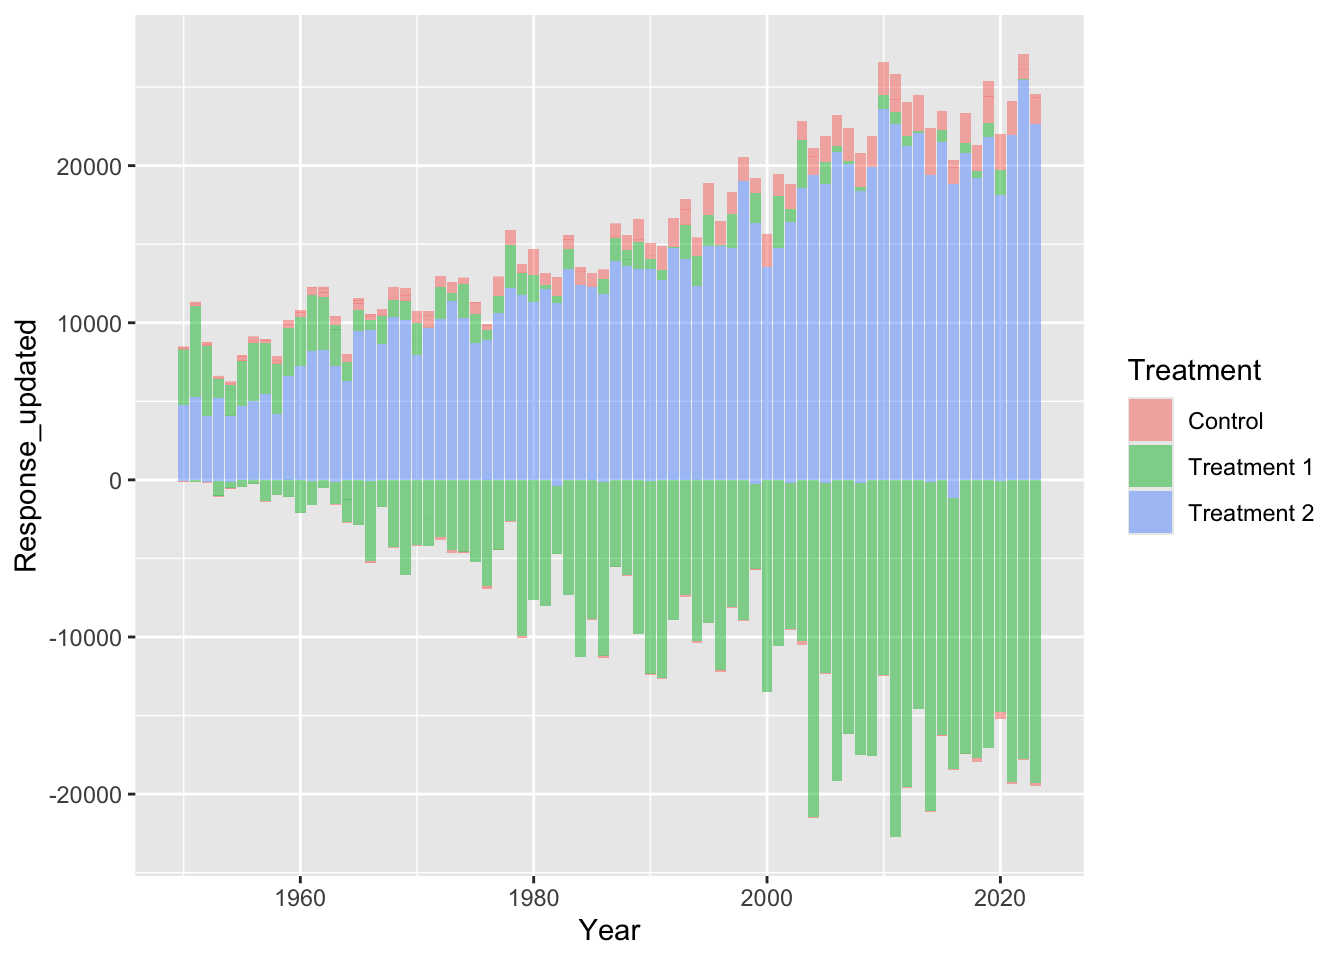 20000
10000
0
-10000
-20000
Response_updated
1960
1980
2000
2020
Year
Treatment
Control
Treatment 1
Treatment 2